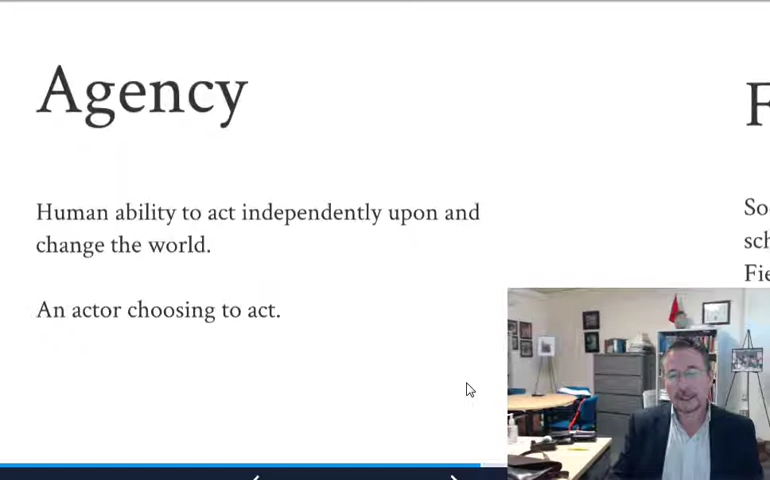 Agency
Human ability to act independently upon and
change the world.
An actor choosing to act.